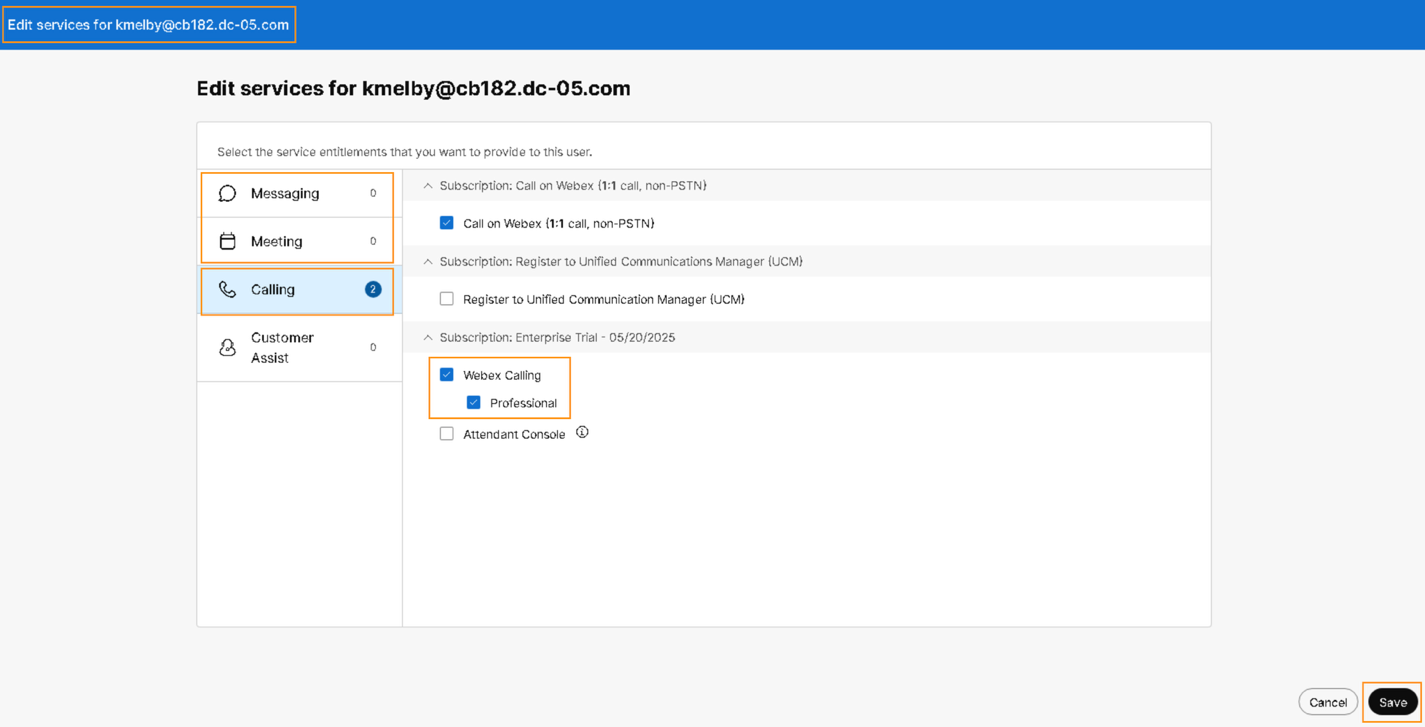 Edit services for kmelby@cb182.dc-05.com
Edit services for kmelby@cb182.dc-05.com
Select the service entitlements that you want to provide to this user.
Messaging 0
Meeting 0
Calling 2
Customer Assist 0
Subscription: Call on Webex (1:1 call, non-PSTN)
Call on Webex (1:1 call, non-PSTN)
Subscription: Register to Unified Communications Manager (UCM)
Register to Unified Communication Manager (UCM)
Subscription: Enterprise Trial - 05/20/2025
Webex Calling
Professional
Attendant Console
Cancel
Save